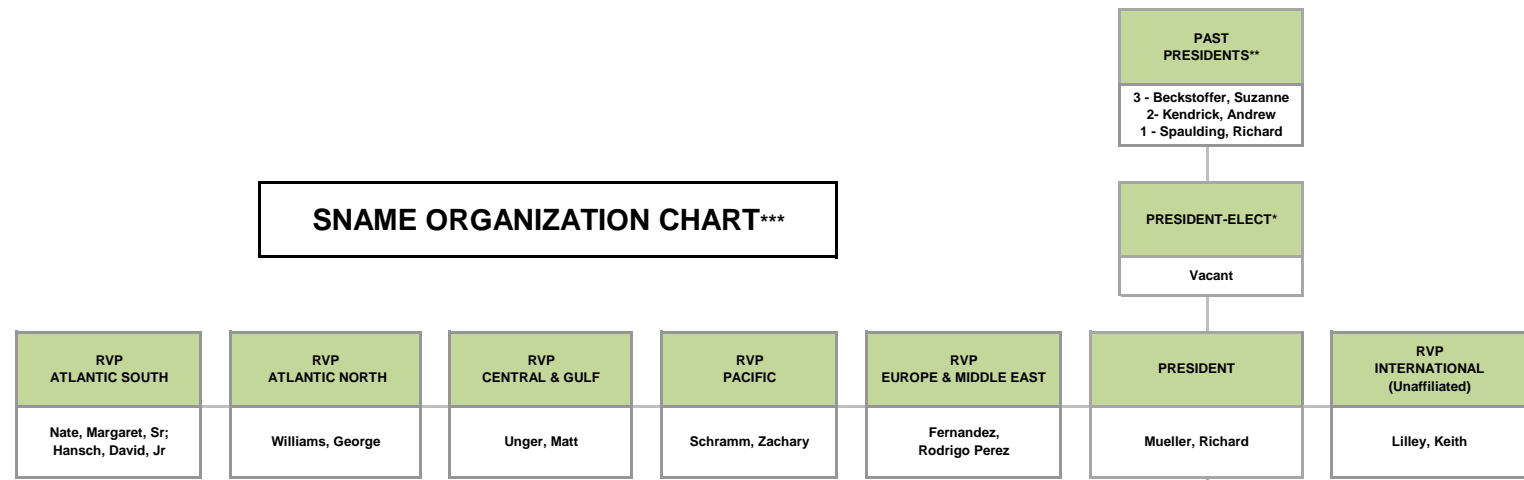 PAST
PRESIDENTS**
3 - Beckstoffer, Suzanne
2- Kendrick, Andrew
1 - Spaulding, Richard
SNAME ORGANIZATION CHART***
PRESIDENT-ELECT*
Vacant
RVP
ATLANTIC SOUTH
Nate, Margaret, Sr;
Hansch, David, Jr
RVP
ATLANTIC NORTH
Williams, George
RVP
CENTRAL & GULF
Unger, Matt
RVP
PACIFIC
Schramm, Zachary
RVP
EUROPE & MIDDLE EAST
Fernandez,
Rodrigo Perez
PRESIDENT
Mueller, Richard
RVP
INTERNATIONAL
(Unaffiliated)
Lilley, Keith